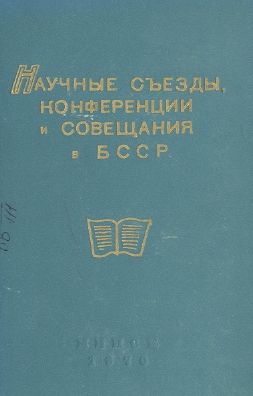 Научные съезды,
конференции
и совещания
в БССР